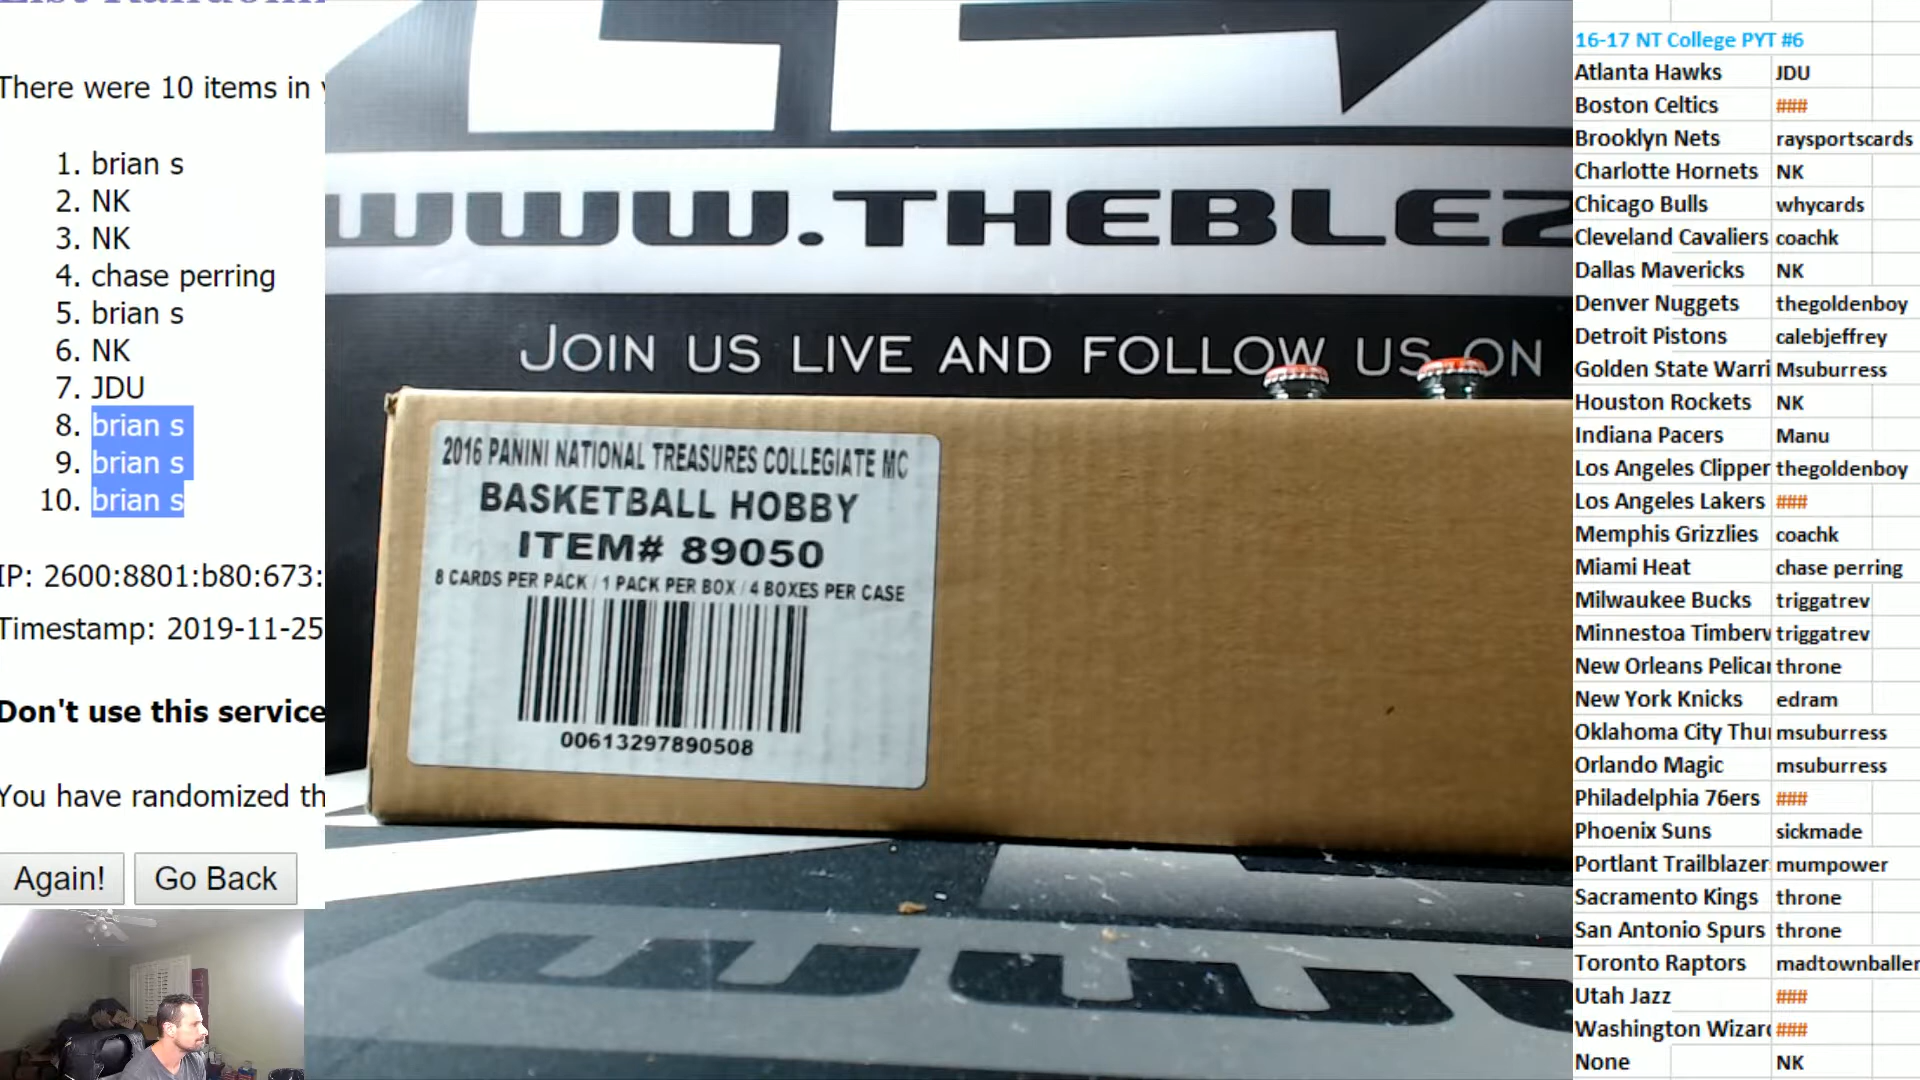 There were 10 items in
1. brian s
2. NK
3. NK
4. chase perring
5. brian s
6. NK
7. JDU
8. brian s
9. brian s
10. brian s
IP: 2600:8801:b80:673:
Timestamp: 2019-11-25
Don't use this service
You have randomized th
Again! Go Back
WWW.THEBLEZ
JOIN US LIVE AND FOLLOW US ON
2016 PANINI NATIONAL TREASURES COLLEGIATE MC
BASKETBALL HOBBY
ITEM# 89050
8 CARDS PER PACK / 1 PACK PER BOX / 4 BOXES PER CASE
00613297890508
16-17 NT College PYT #6
Atlanta Hawks JDU
Boston Celtics ###
Brooklyn Nets raysportscards
Charlotte Hornets NK
Chicago Bulls whycards
Cleveland Cavaliers coachk
Dallas Mavericks NK
Denver Nuggets thegoldenboy
Detroit Pistons calebjeffrey
Golden State Warri Msuburress
Houston Rockets NK
Indiana Pacers Manu
Los Angeles Clipper thegoldenboy
Los Angeles Lakers ###
Memphis Grizzlies coachk
Miami Heat chase perring
Milwaukee Bucks triggatrev
Minnestoa Timberv triggatrev
New Orleans Pelica throne
New York Knicks edram
Oklahoma City Thu msuburress
Orlando Magic msuburress
Philadelphia 76ers ###
Phoenix Suns sickmade
Portlant Trailblazer mumpower
Sacramento Kings throne
San Antonio Spurs throne
Toronto Raptors madtownballer
Utah Jazz ###
Washington Wizar ###
None NK